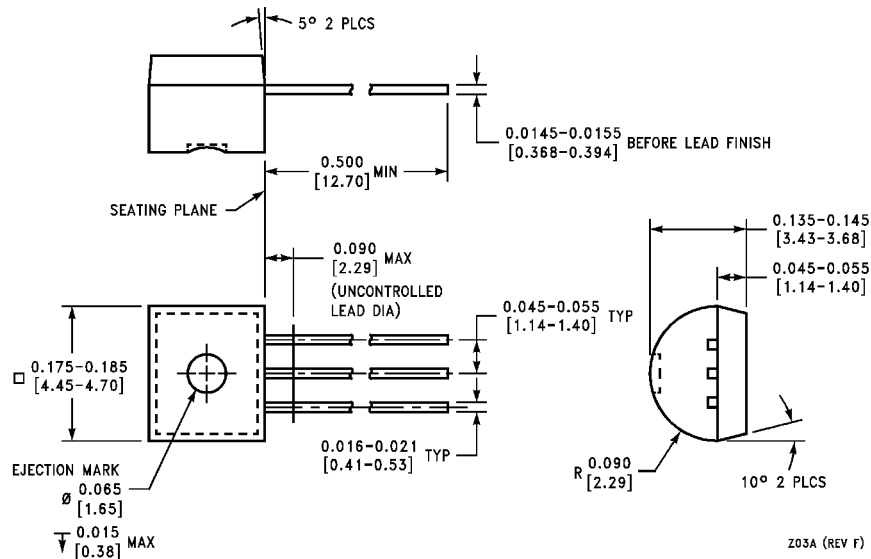 5° 2 PLCS
0.0145–0.0155
[0.368–0.394] BEFORE LEAD FINISH
0.500
[12.70] MIN
SEATING PLANE
0.090
[2.29] MAX
(UNCONTROLLED
LEAD DIA)
0.135–0.145
[3.43–3.68]
0.045–0.055
[1.14–1.40]
0.045–0.055
[1.14–1.40] TYP
□ 0.175–0.185
[4.45–4.70]
0.016–0.021
[0.41–0.53] TYP
EJECTION MARK
Ø 0.065
[1.65]
↧ 0.015
[0.38] MAX
R 0.090
[2.29]
10° 2 PLCS
Z03A (REV F)